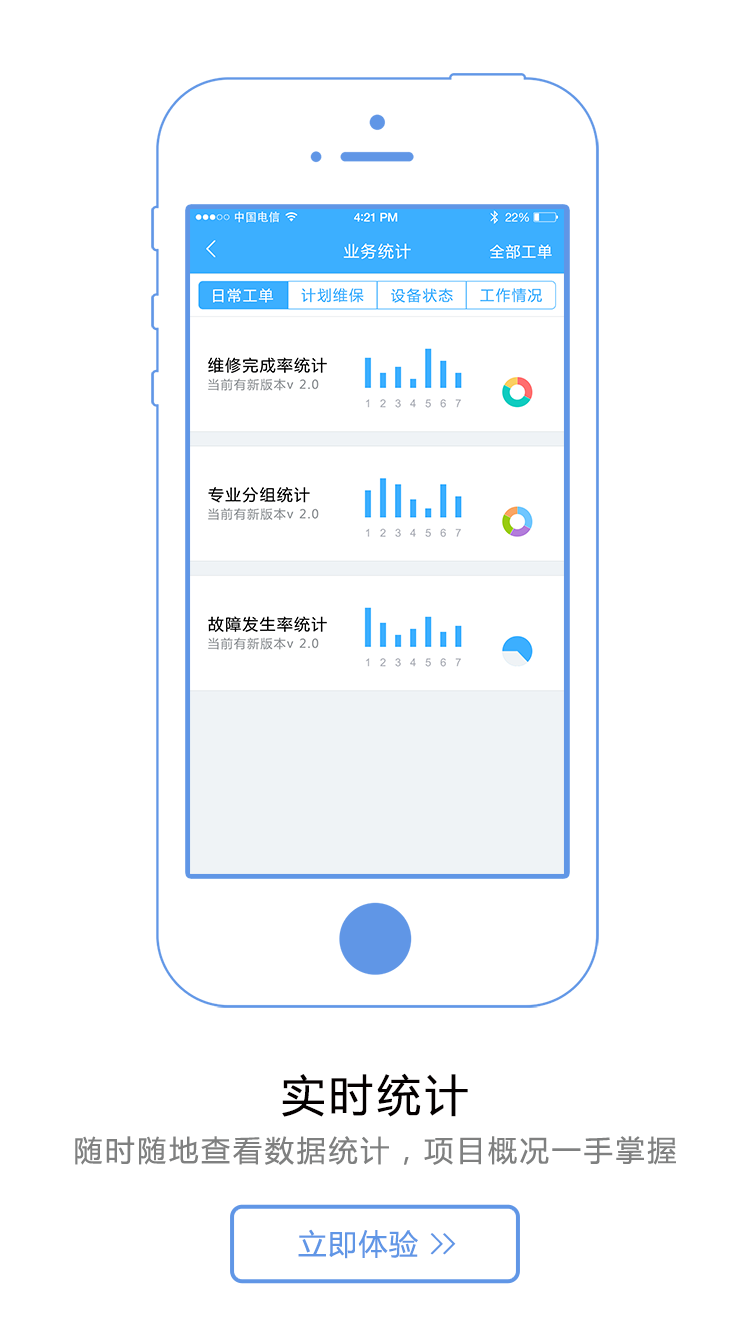 中国电信 4:21 PM 22%
业务统计 全部工单
日常工单 计划维保 设备状态 工作情况
维修完成率统计
当前有新版本v 2.0
1 2 3 4 5 6 7
专业分组统计
当前有新版本v 2.0
1 2 3 4 5 6 7
故障发生率统计
当前有新版本v 2.0
1 2 3 4 5 6 7
实时统计
随时随地查看数据统计，项目概况一手掌握
立即体验